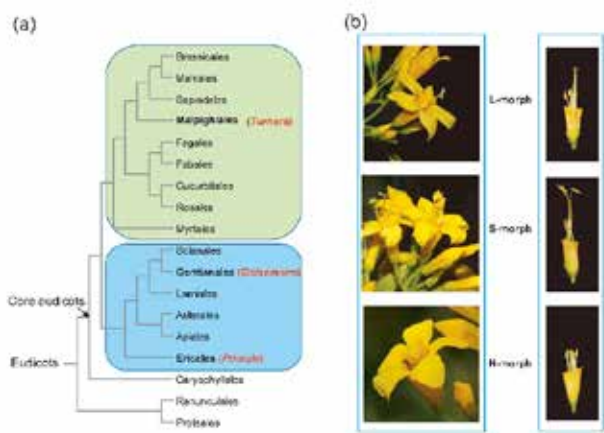 (a)
Brassicales
Malvales
Sapindales
Malpighiales (Turnera)
Fagales
Fabales
Cucurbitales
Rosales
Myrtales
Solanales
Gentianales
Lamiales
Core eudicots
Asterales
Apiales
Eudicots
Ericales (Primula)
Caryophyllales
Ranunculales
Proteales
(b)
L-morph
S-morph
H-morph